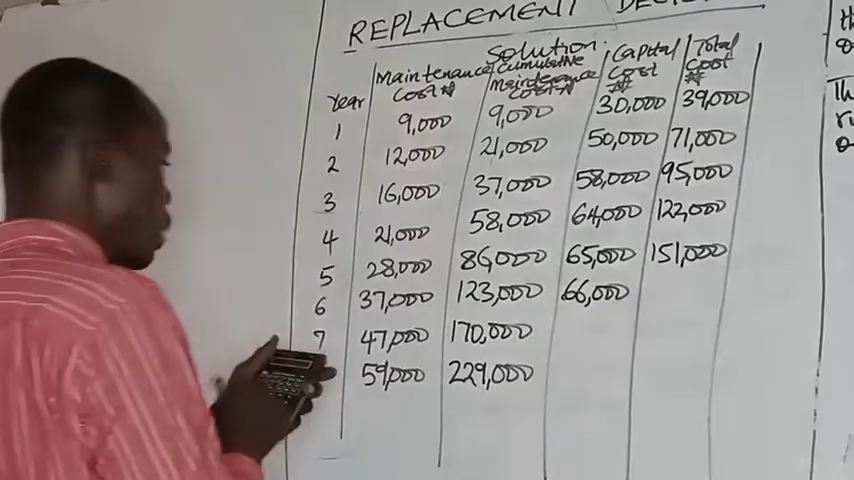 REPLACEMENT
Solution
Year Maintenance Cost ₦ Cumulative maintenance Cost ₦ Capital Cost ₦ Total Cost ₦
1 9,000 9,000 30,000 39,000
2 12,000 21,000 50,000 71,000
3 16,000 37,000 58,000 95,000
4 21,000 58,000 64,000 122,000
5 28,000 86,000 65,000 151,000
6 37,000 123,000 66,000
7 47,000 170,000
59,000 229,000